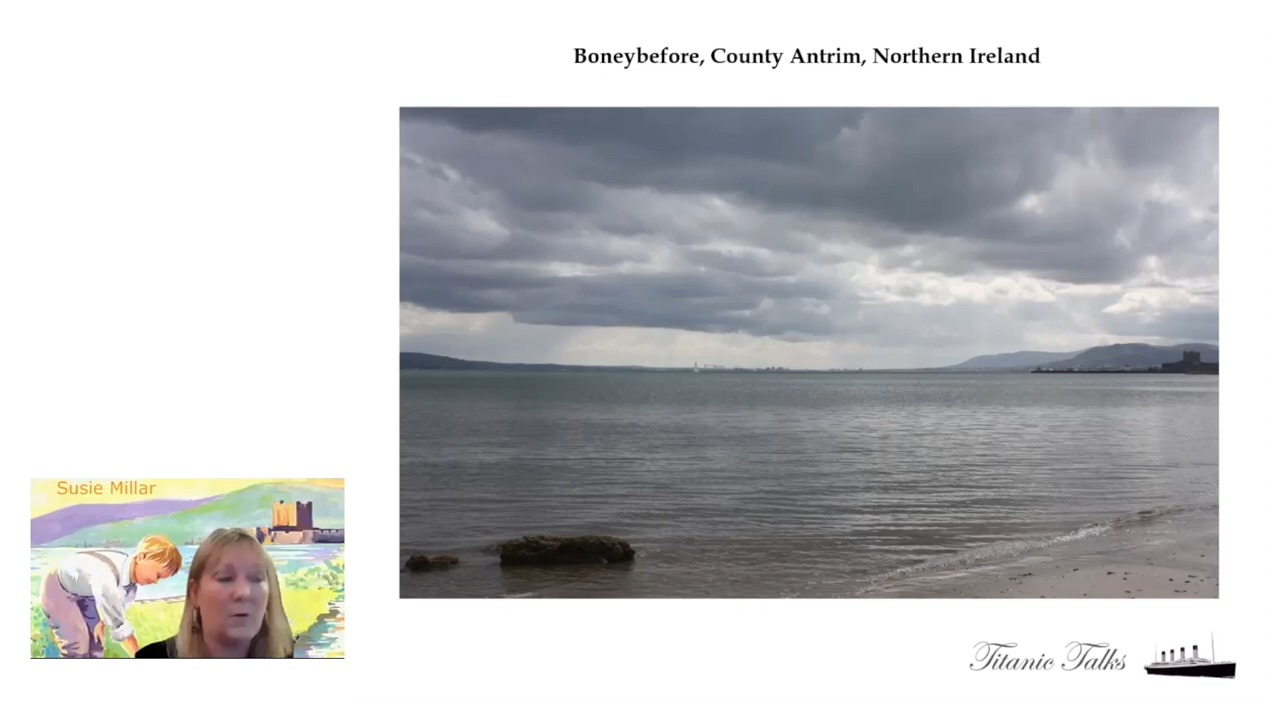 Boneybefore, County Antrim, Northern Ireland
Susie Millar
Titanic Talks